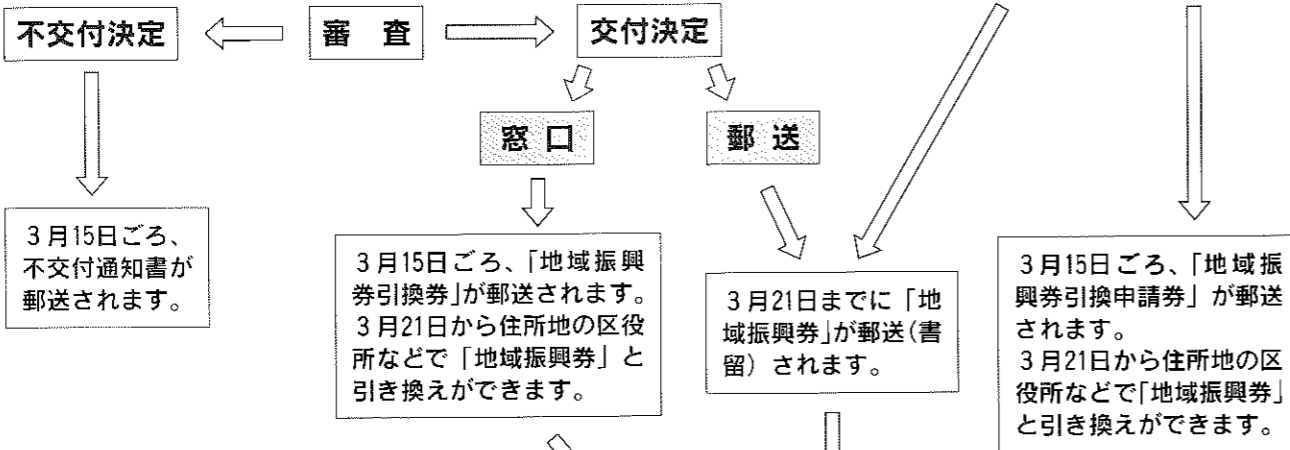 不交付決定
審査
交付決定
窓口
郵送
3月15日ごろ、
不交付通知書が
郵送されます。
3月15日ごろ、「地域振興
券引換券」が郵送されます。
3月21日から住所地の区役
所などで「地域振興券」と
引き換えができます。
3月21日までに「地
域振興券」が郵送(書
留)されます。
3月15日ごろ、「地域振
興券引換申請券」が郵送
されます。
3月21日から住所地の区
役所などで「地域振興券」
と引き換えができます。